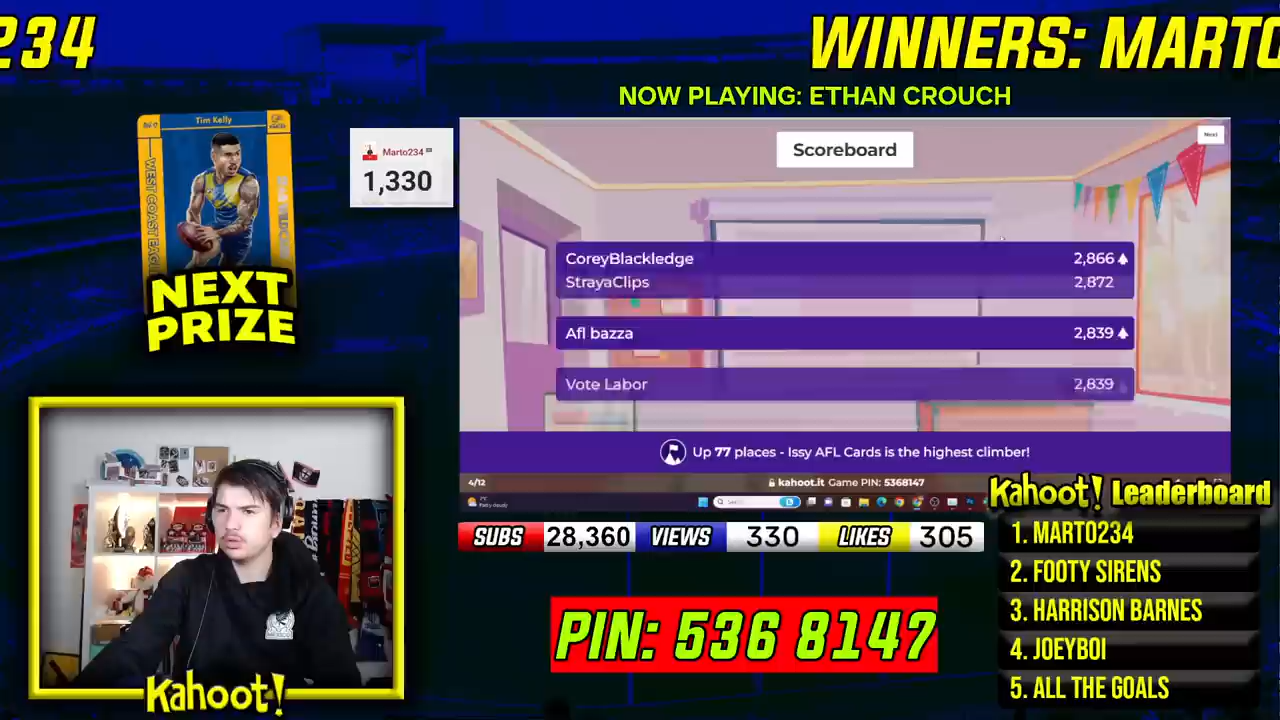 234
WINNERS: MARTO
NOW PLAYING: ETHAN CROUCH
Tim Kelly
WEST COAST EAGL
Marto234
1,330
NEXT
PRIZE
Scoreboard
Next
CoreyBlackledge 2,866
StrayaClips 2,872
Afl bazza 2,839
Vote Labor 2,839
Up 77 places - Issy AFL Cards is the highest climber!
4/12
kahoot.it Game PIN: 5368147
SUBS 28,360 VIEWS 330 LIKES 305
Kahoot! Leaderboard
1. MARTO234
2. FOOTY SIRENS
3. HARRISON BARNES
4. JOEYBOI
5. ALL THE GOALS
PIN: 536 8147
MEXICO
Kahoot!